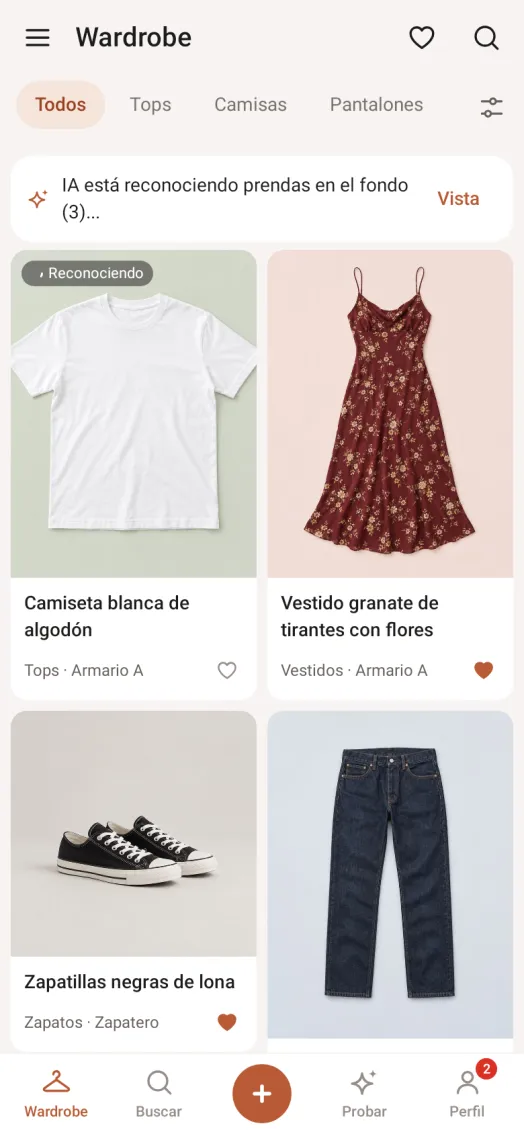 Wardrobe
Todos
Tops
Camisas
Pantalones
IA está reconociendo prendas en el fondo
(3)...
Vista
Reconociendo
Camiseta blanca de
algodón
Tops · Armario A
Vestido granate de
tirantes con flores
Vestidos · Armario A
Zapatillas negras de lona
Zapatos · Zapatero
Wardrobe
Buscar
Probar
2
Perfil